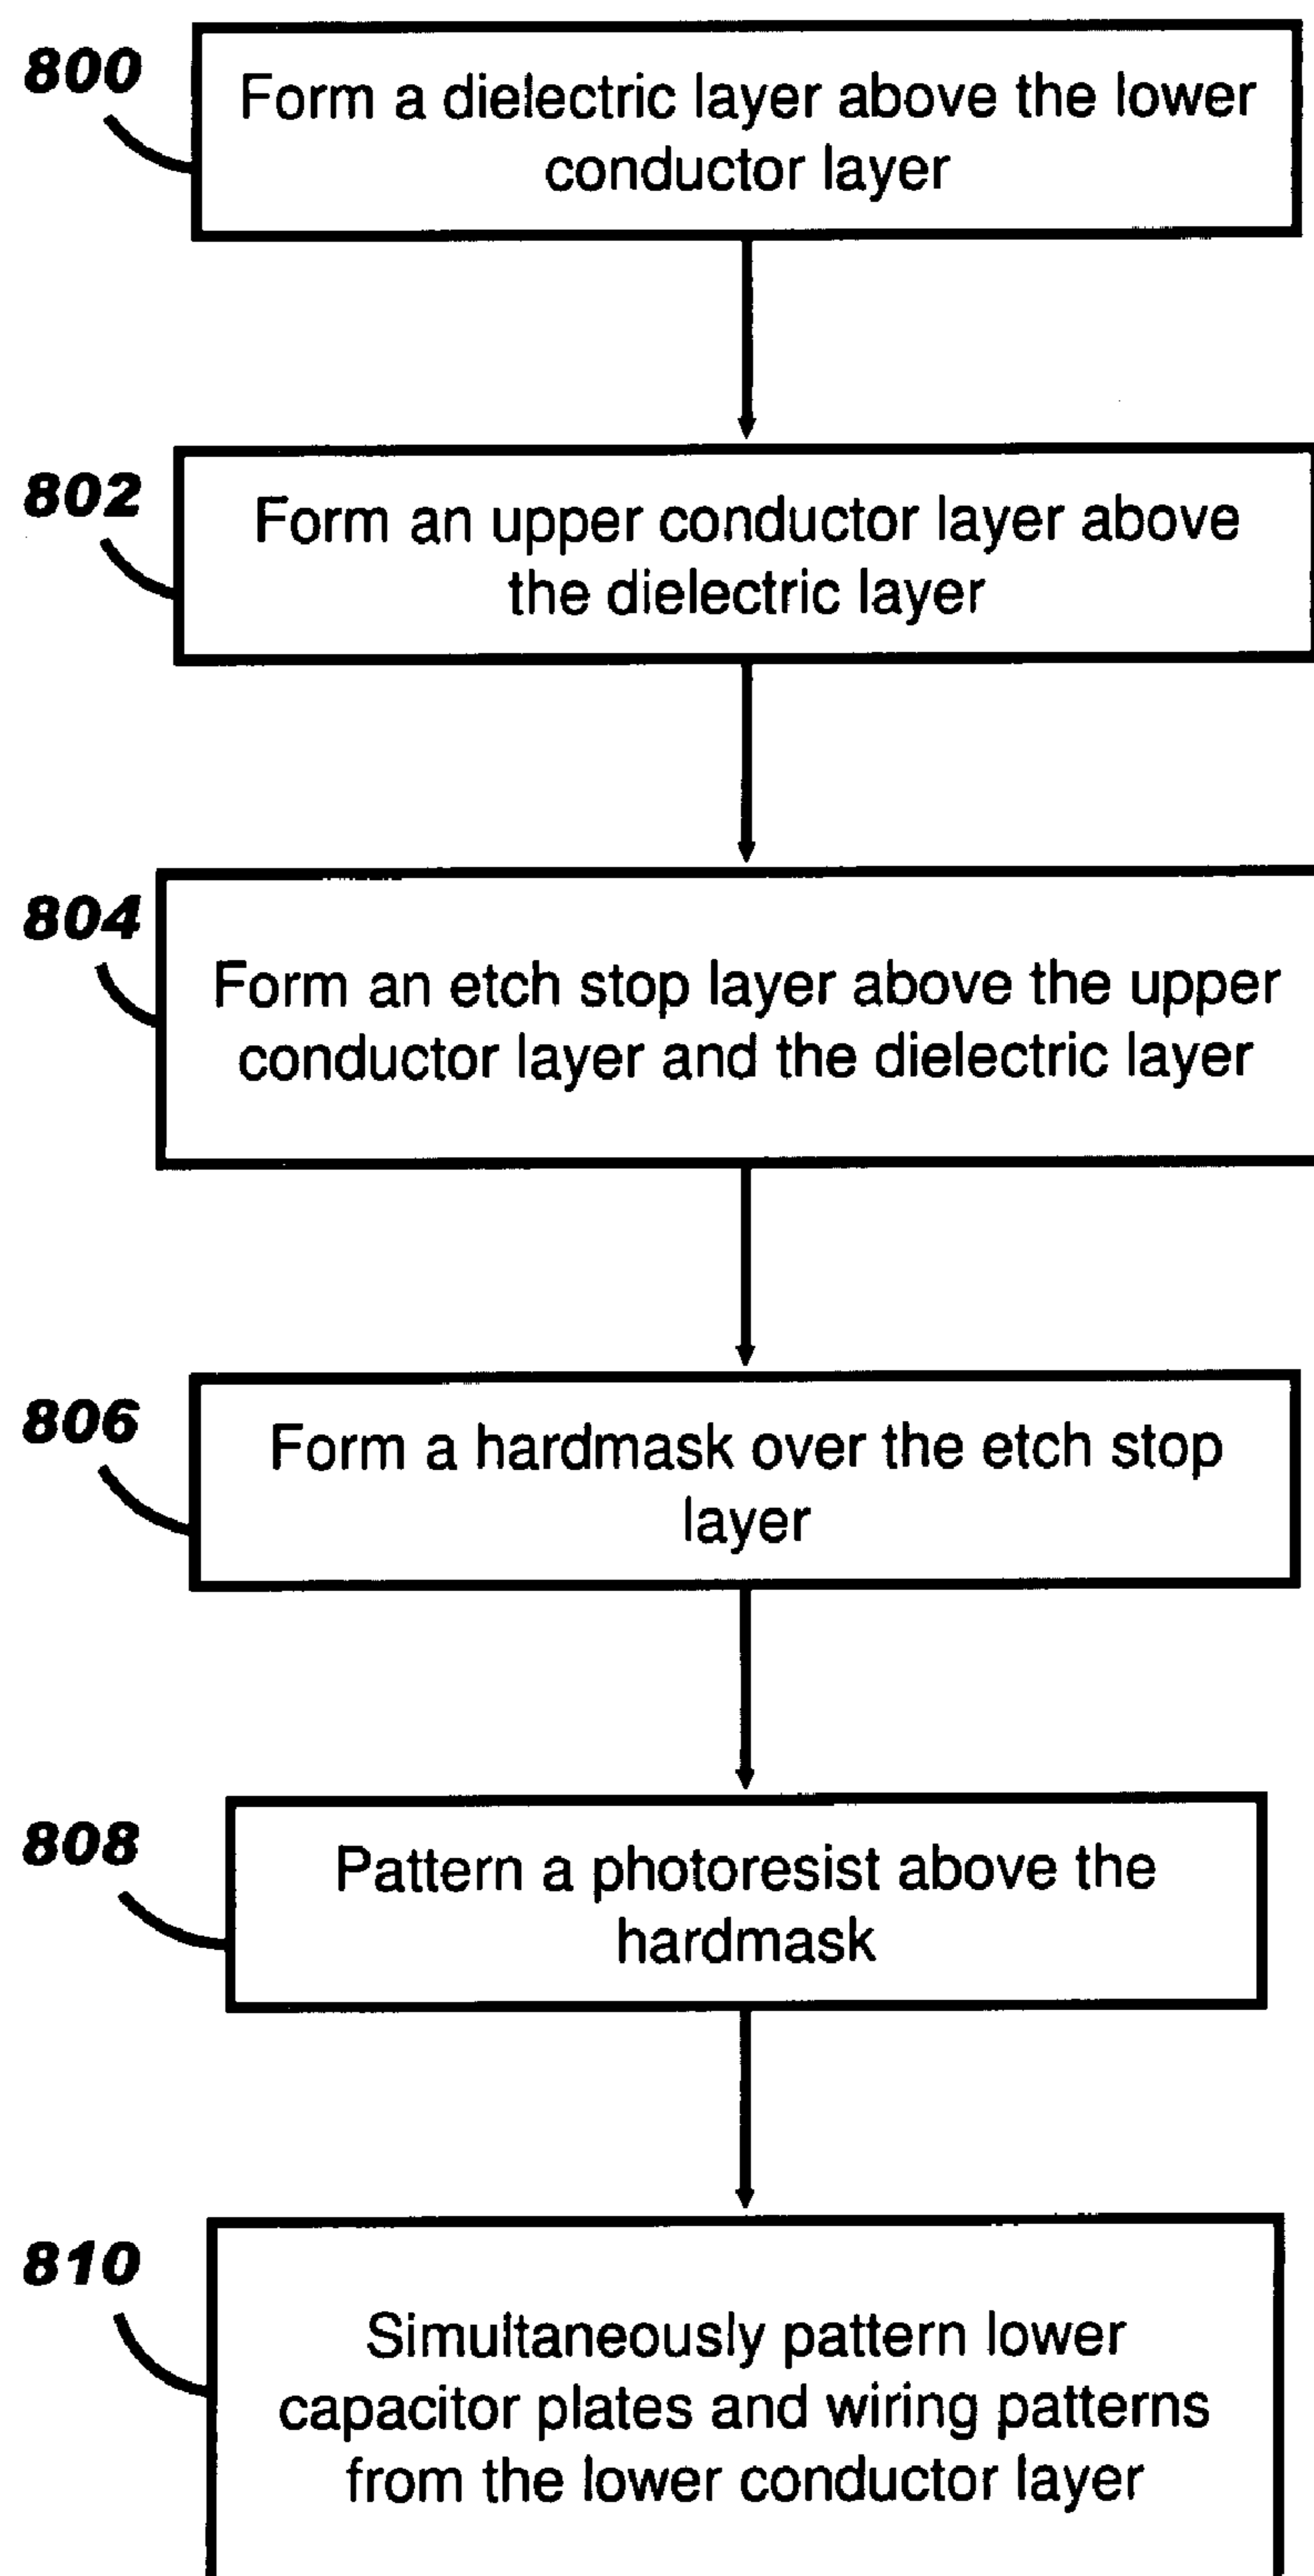 800
Form a dielectric layer above the lower
conductor layer
802
Form an upper conductor layer above
the dielectric layer
804
Form an etch stop layer above the upper
conductor layer and the dielectric layer
806
Form a hardmask over the etch stop
layer
808
Pattern a photoresist above the
hardmask
810
Simultaneously pattern lower
capacitor plates and wiring patterns
from the lower conductor layer